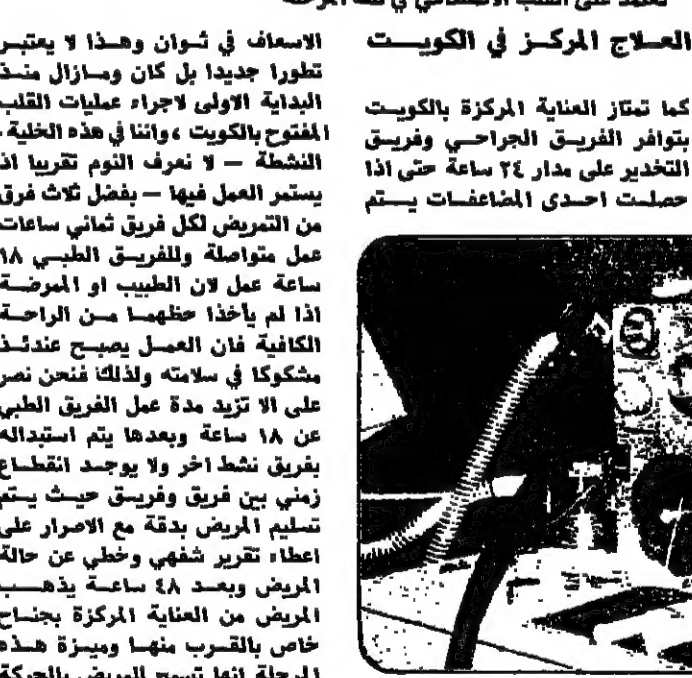 العلاج المركز في الكويت
كما تمتاز العناية المركزة بالكويت
بتوافر الفريق الجراحي وفريق
التخدير على مدار ٢٤ ساعة حتى اذا
حصلت احدى المضاعفات يتم
الاسعاف في ثوان وهذا لا يعتبر
تطورا جديدا بل كان ومازال منذ
البداية الاولى لاجراء عمليات القلب
المفتوح بالكويت ، واننا في هذه الخلية
النشطة — لا نعرف النوم تقريبا اذ
يستمر العمل فيها — بفضل ثلاث فرق
من التمريض لكل فريق ثماني ساعات
عمل متواصلة وللفريق الطبي ١٨
ساعة عمل لان الطبيب او الممرضة
اذا لم يأخذا حظهما من الراحة
الكافية فان العمل يصبح عندئذ
مشكوكا في سلامته ولذلك فنحن نصر
على الا تزيد مدة عمل الفريق الطبي
عن ١٨ ساعة وبعدها يتم استبداله
بفريق نشط اخر ولا يوجد انقطاع
زمني بين فريق وفريق حيث يتم
تسليم المريض بدقة مع الاصرار على
اعطاء تقرير شفهي وخطي عن حالة
المريض وبعد ٤٨ ساعة يذهب
المريض من العناية المركزة بجناح
خاص بالقرب منها وميزة هذه
المرحلة انها تسمح للمريض بالحركة